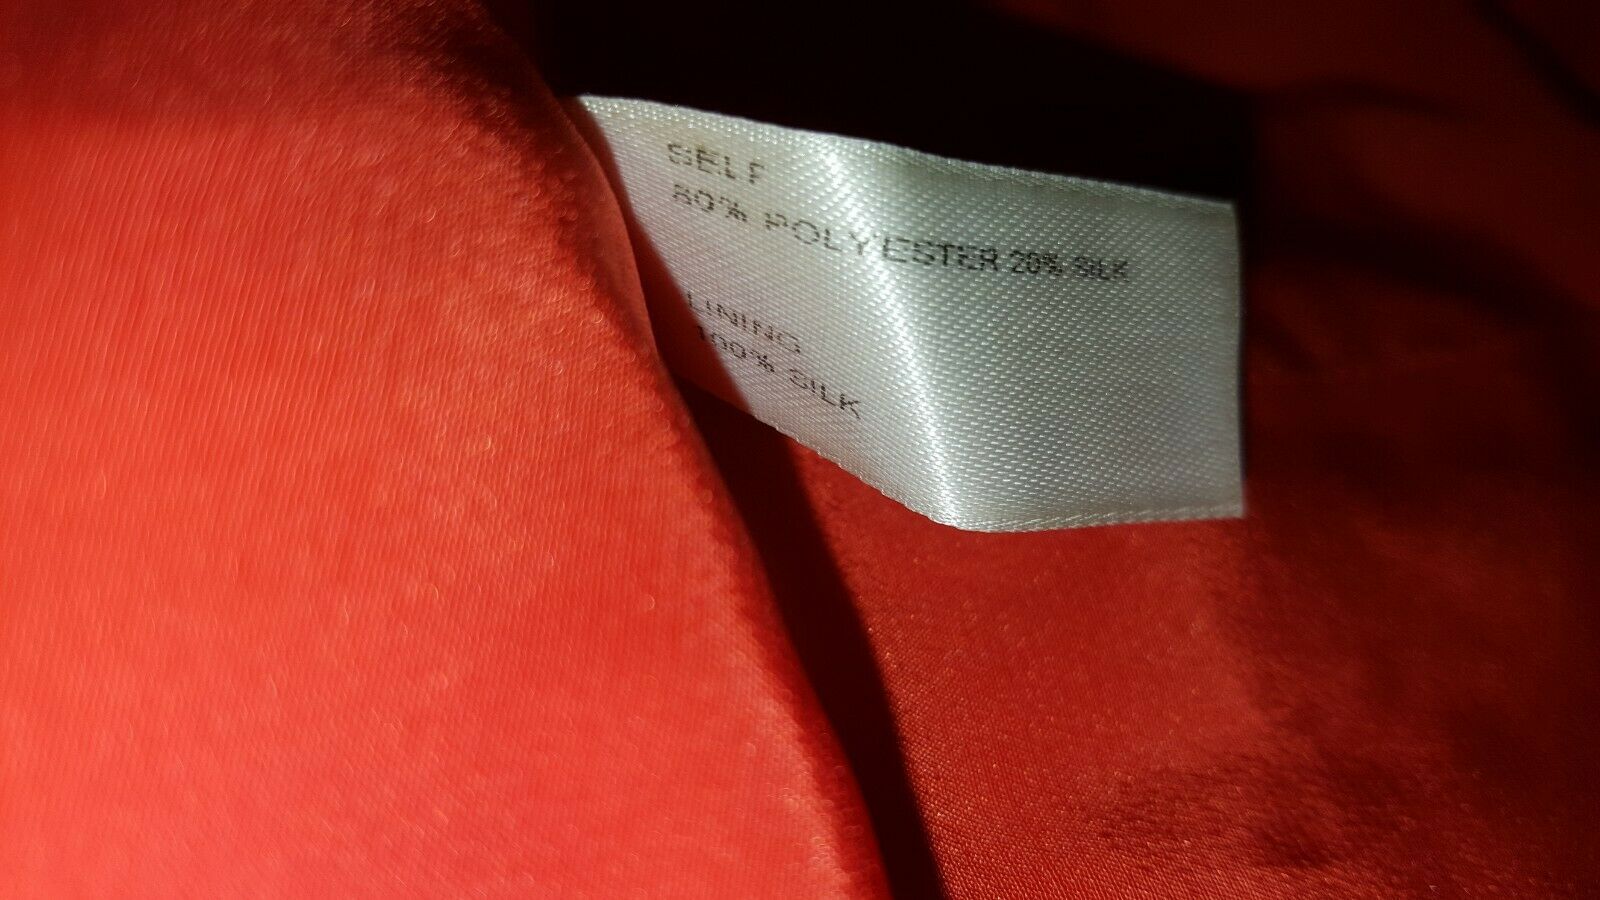 SELF
80% POLYESTER 20% SILK
LINING
100% SILK